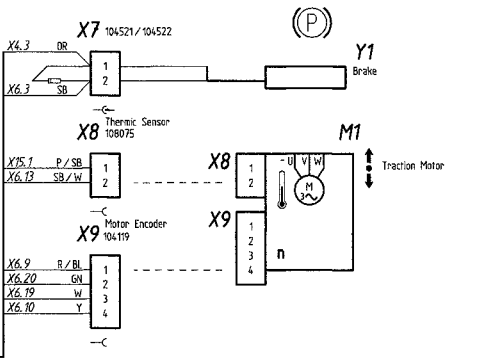 P
X7 104521/104522
Y1
Brake
X4.3 OR
1
2
X6.3 SB
Thermic Sensor
X8 108075
M1
X15.1 P/SB
1
X6.13 SB/W
2
X8
1
2
-U V W
M
3~
Traction Motor
Motor Encoder
X9 104119
X9
1
2
3
4
n
X6.9 R/BL
1
X6.20 GN
2
X6.19 W
3
X6.10 Y
4